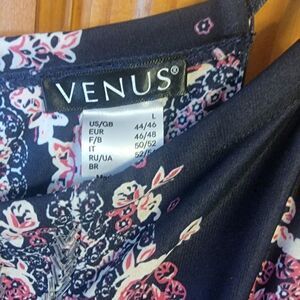 VENUS®
US/GB L
EUR 44/46
F/B 46/48
IT 50/52
RU/UA
BR